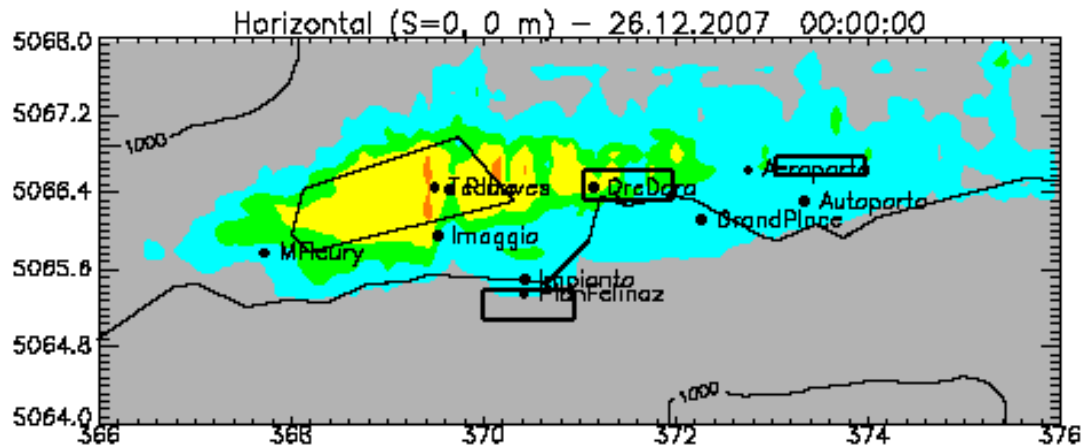 Horizontal (S=0, 0 m) - 26.12.2007 00:00:00
5068.0
5067.2
1000
5066.4
Aeroporto
DreDora
Autoporto
GrandPlace
Imaggio
MFleury
5065.6
Impianto
PianFelinaz
5064.8
1000
5064.0
366 368 370 372 374 376